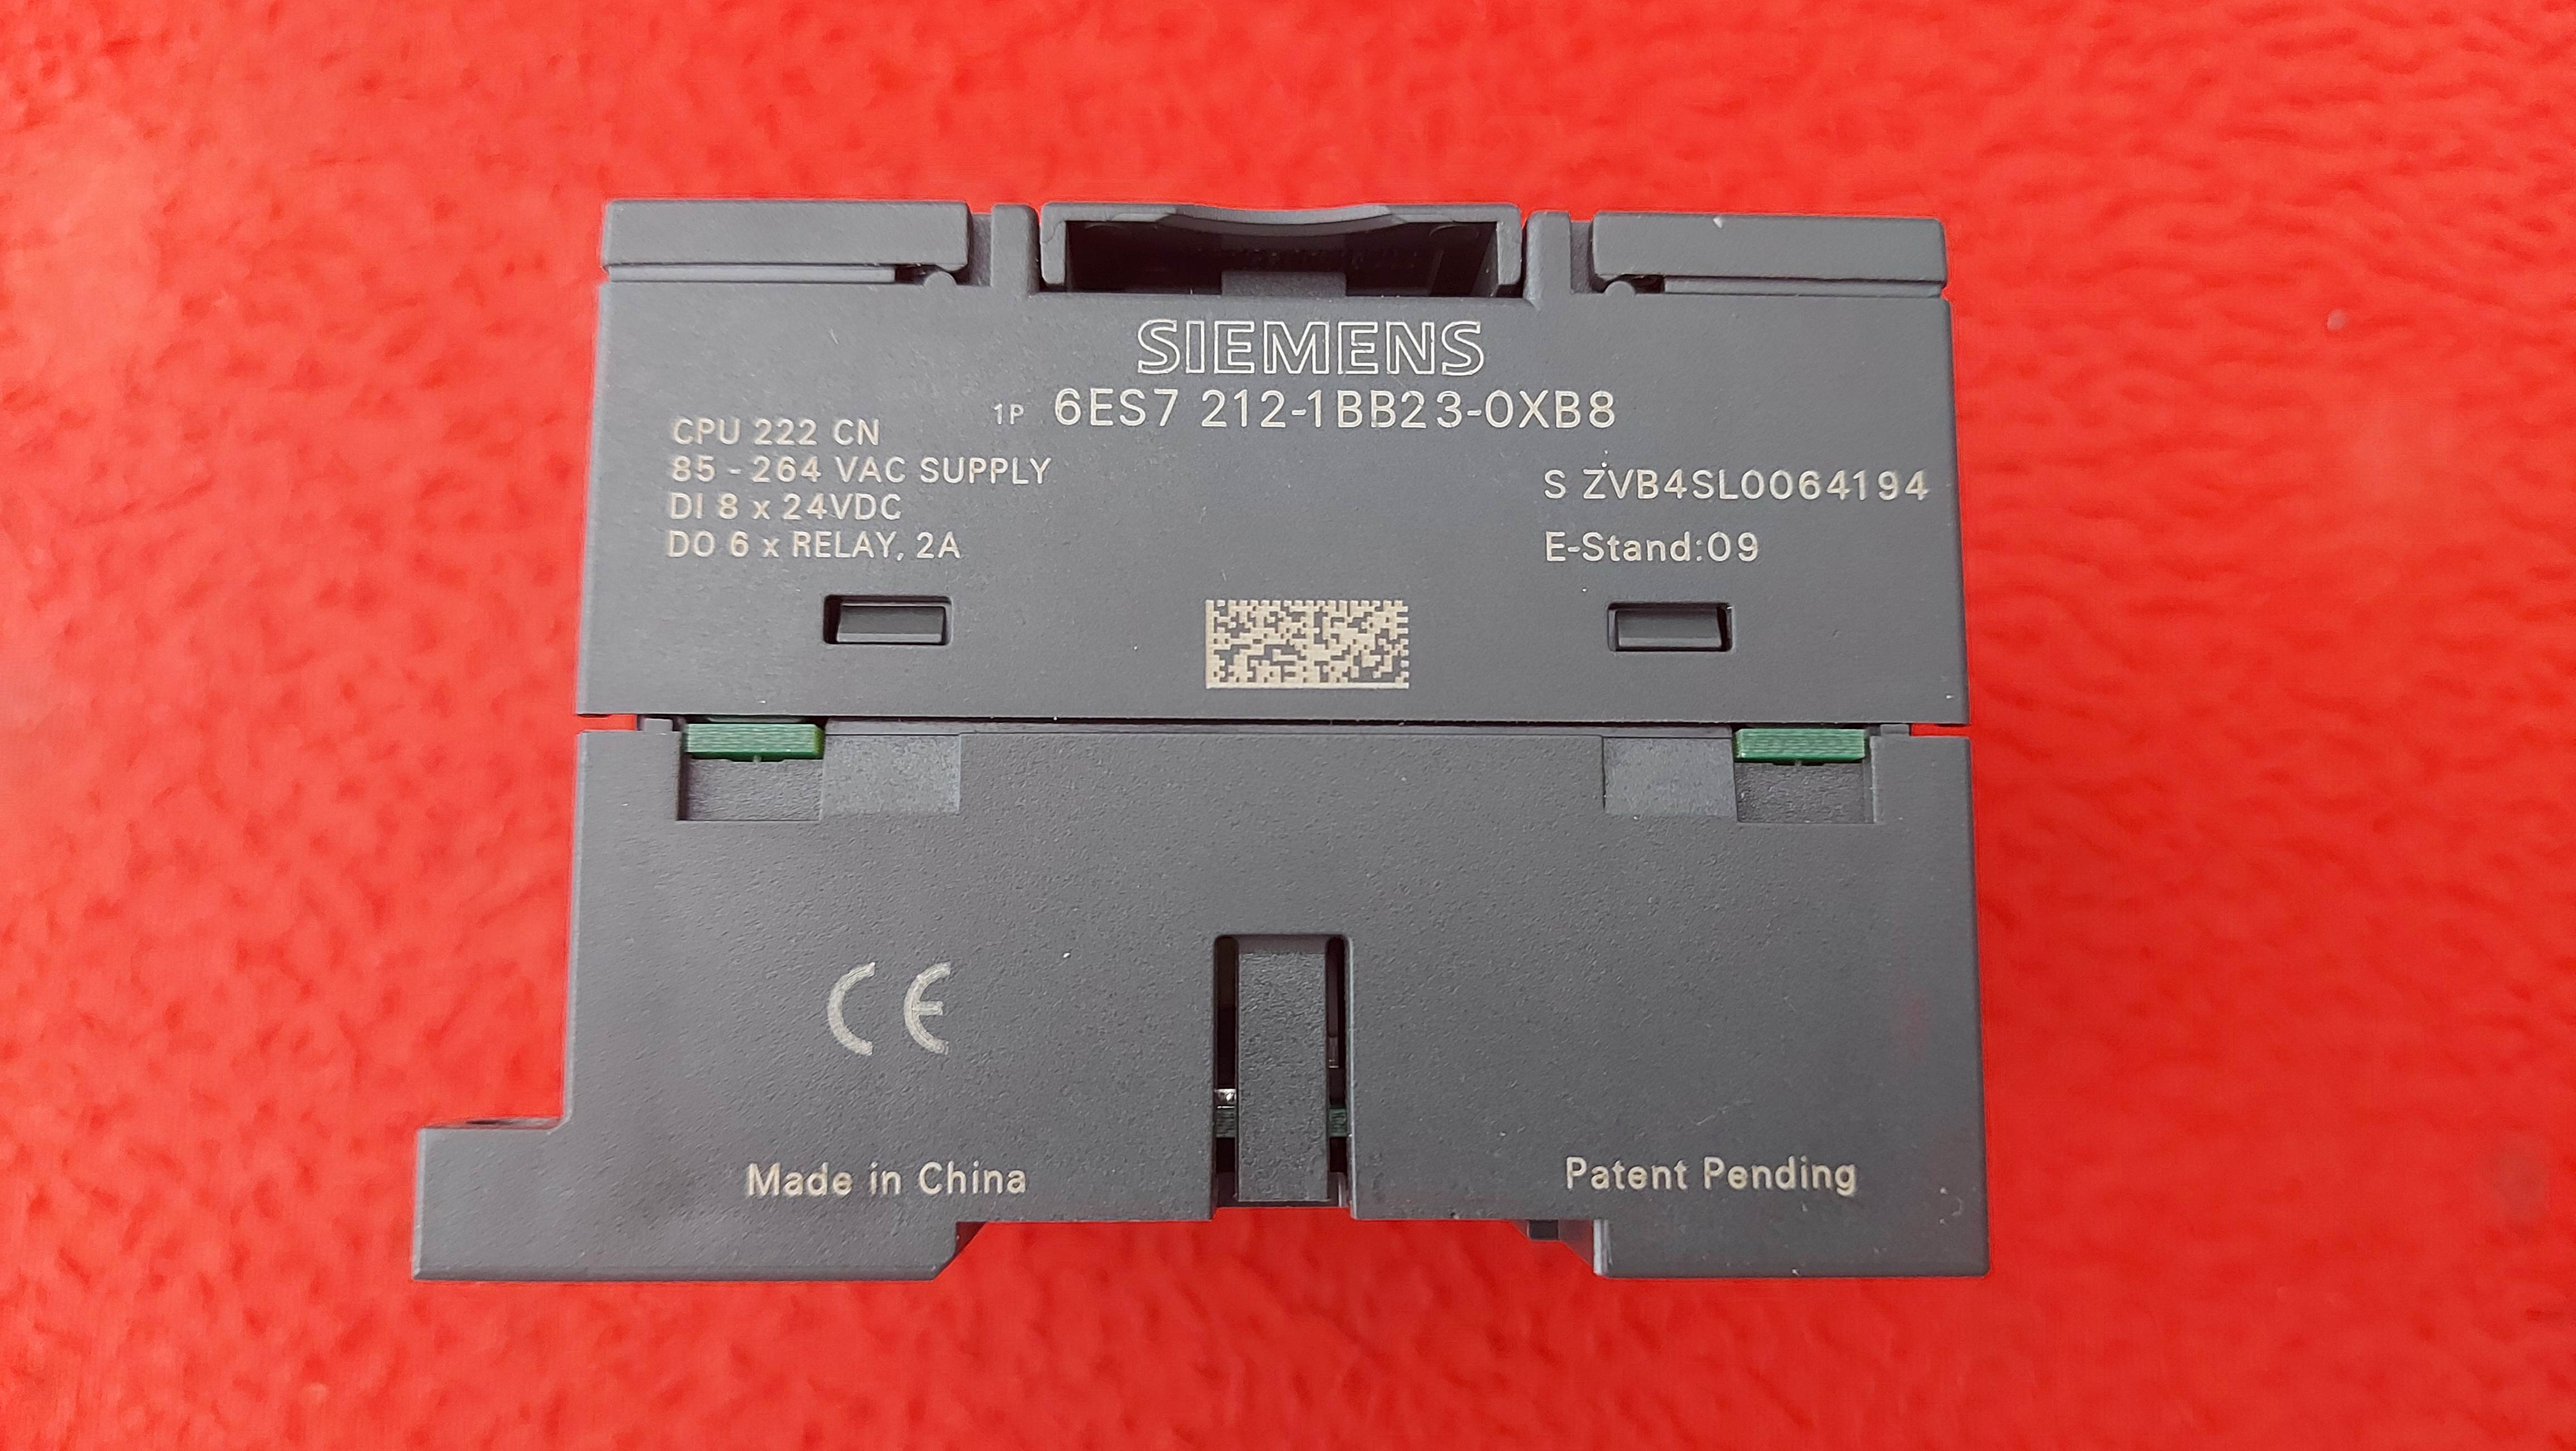 SIEMENS
1P 6ES7 212-1BB23-0XB8
CPU 222 CN
85 - 264 VAC SUPPLY
DI 8 x 24VDC
DO 6 x RELAY, 2A
S ZVB4SL0064194
E-Stand:09
CE
Made in China
Patent Pending